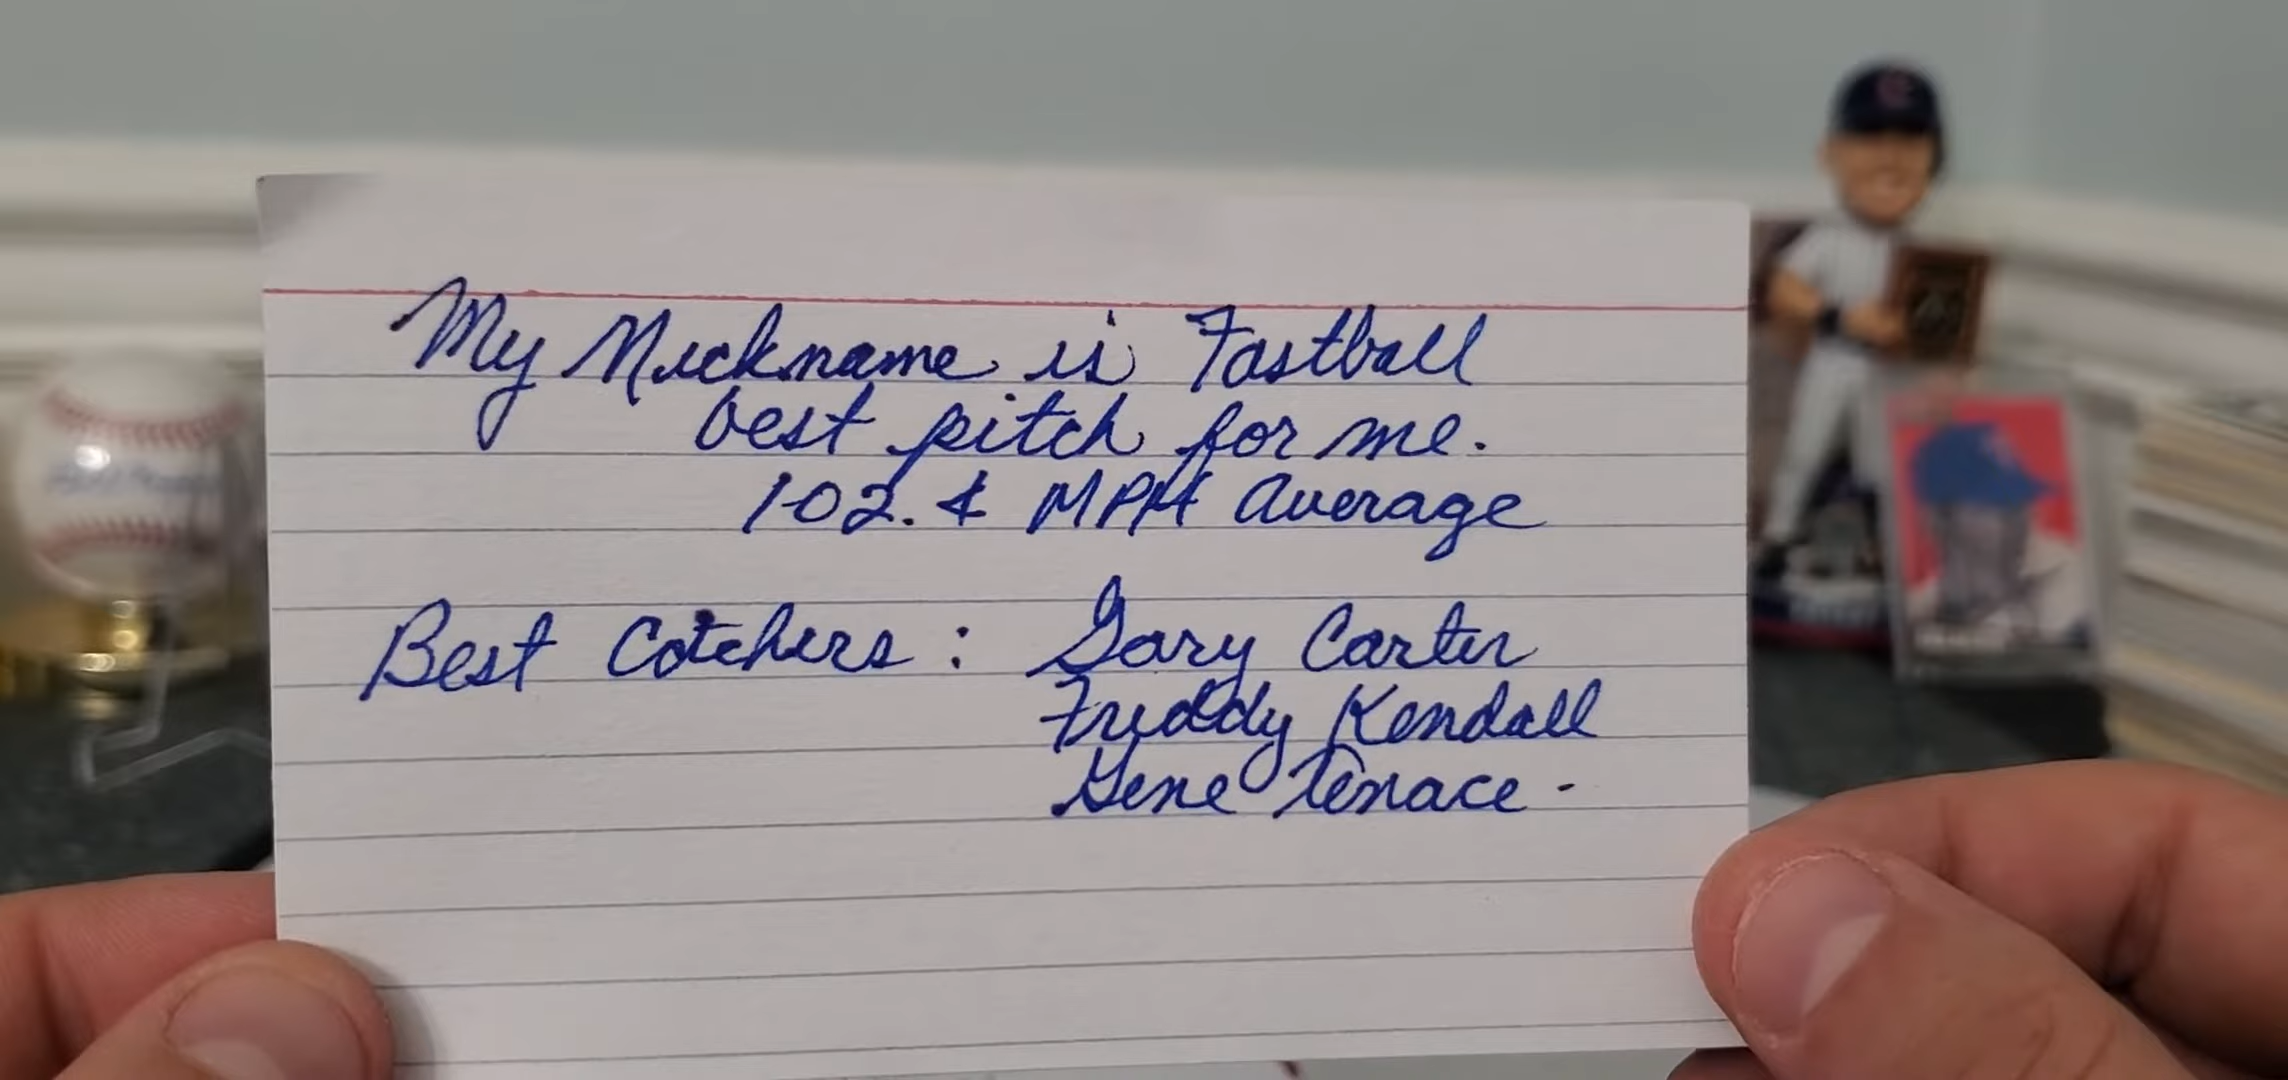 My Nickname is Fastball
best pitch for me.
102. & MPH Average
Best Catchers: Gary Carter
Freddy Kendall
Gene Tenace -